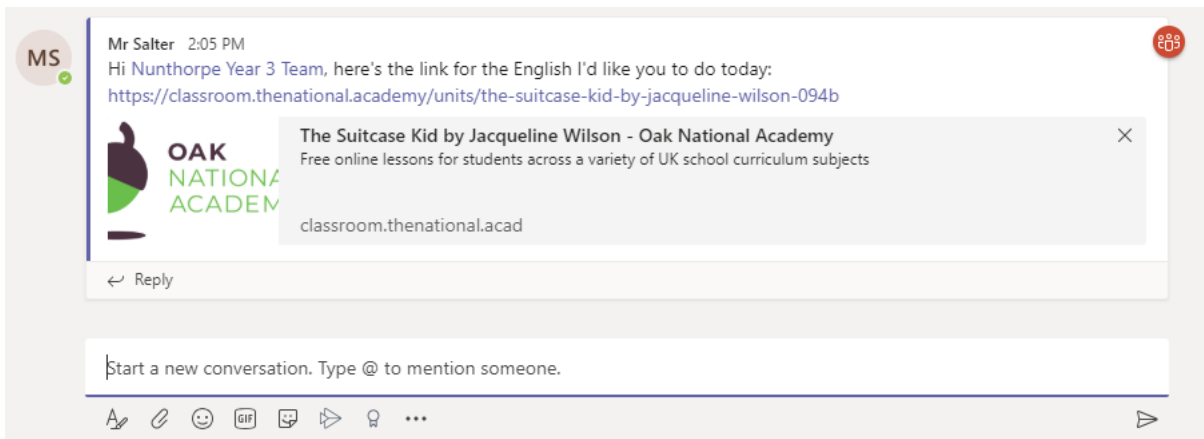 MS
Mr Salter 2:05 PM
Hi Nunthorpe Year 3 Team, here's the link for the English I'd like you to do today:
https://classroom.thenational.academy/units/the-suitcase-kid-by-jacqueline-wilson-094b
OAK
NATIONA
ACADEM
The Suitcase Kid by Jacqueline Wilson - Oak National Academy
Free online lessons for students across a variety of UK school curriculum subjects
classroom.thenational.acad
Reply
Start a new conversation. Type @ to mention someone.
GIF